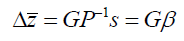 Δz̅ = GP⁻¹s = Gβ